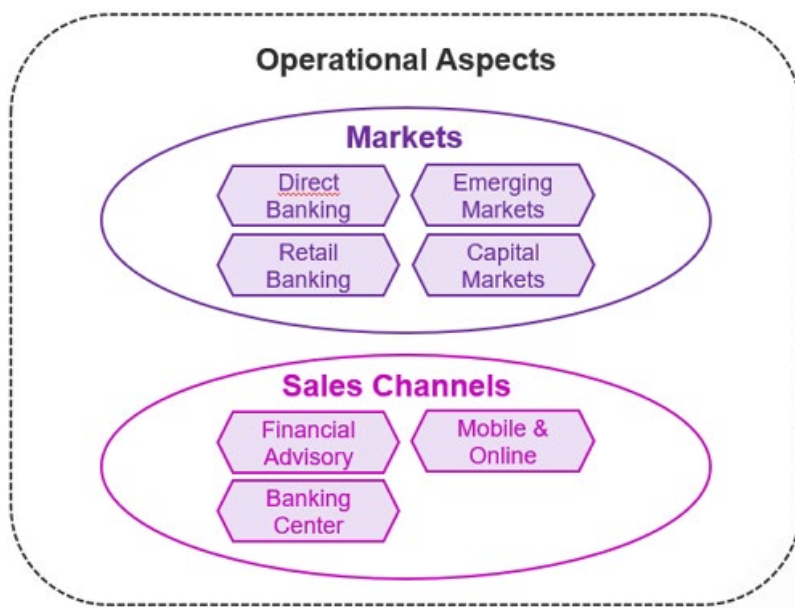 Operational Aspects
Markets
Direct
Banking
Emerging
Markets
Retail
Banking
Capital
Markets
Sales Channels
Financial
Advisory
Mobile &
Online
Banking
Center